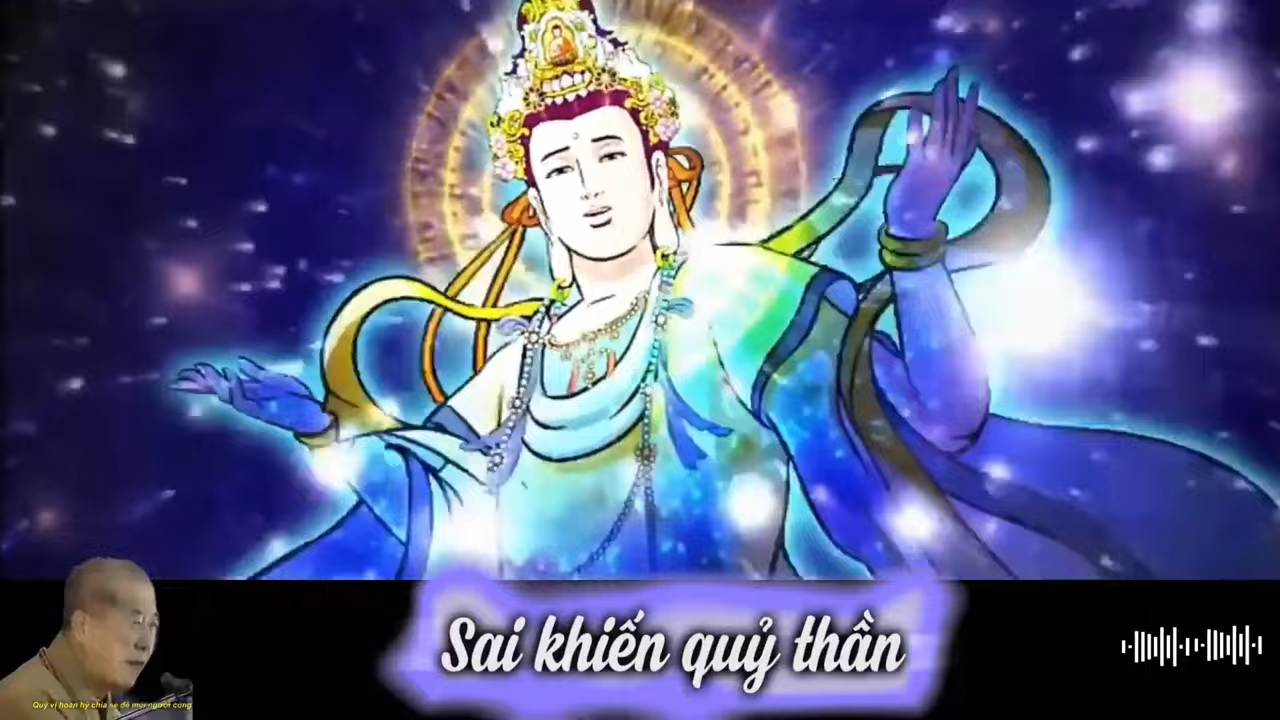 Sai khiến quỷ thần
Quý vị hoan hỷ chia sẻ để mọi người cùng